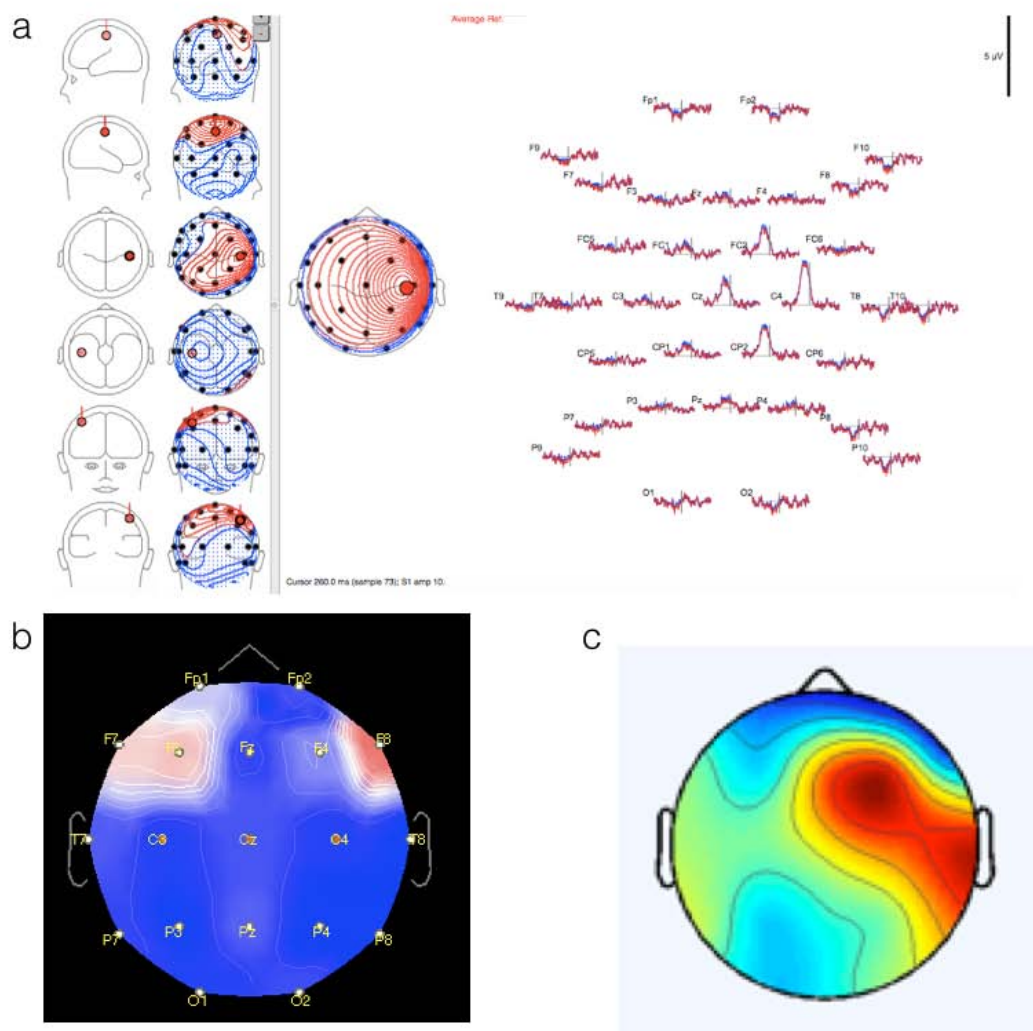 a
Average Ref.
5 µV
Fp1 Fp2
F9 F10
F7 F8
F3 Fz F4
FC5 FC1 FC2 FC6
T9 T7 C3 Cz C4 T8 T10
CP5 CP1 CP2 CP6
P3 Pz P4
P7 P8
P9 P10
O1 O2
Cursor 260.0 ms (sample 73); S1 amp 10.
b
Fp1 Fp2
F7 F3 Fz F4 F8
T7 C3 Cz C4 T8
P7 P3 Pz P4 P8
O1 O2
c